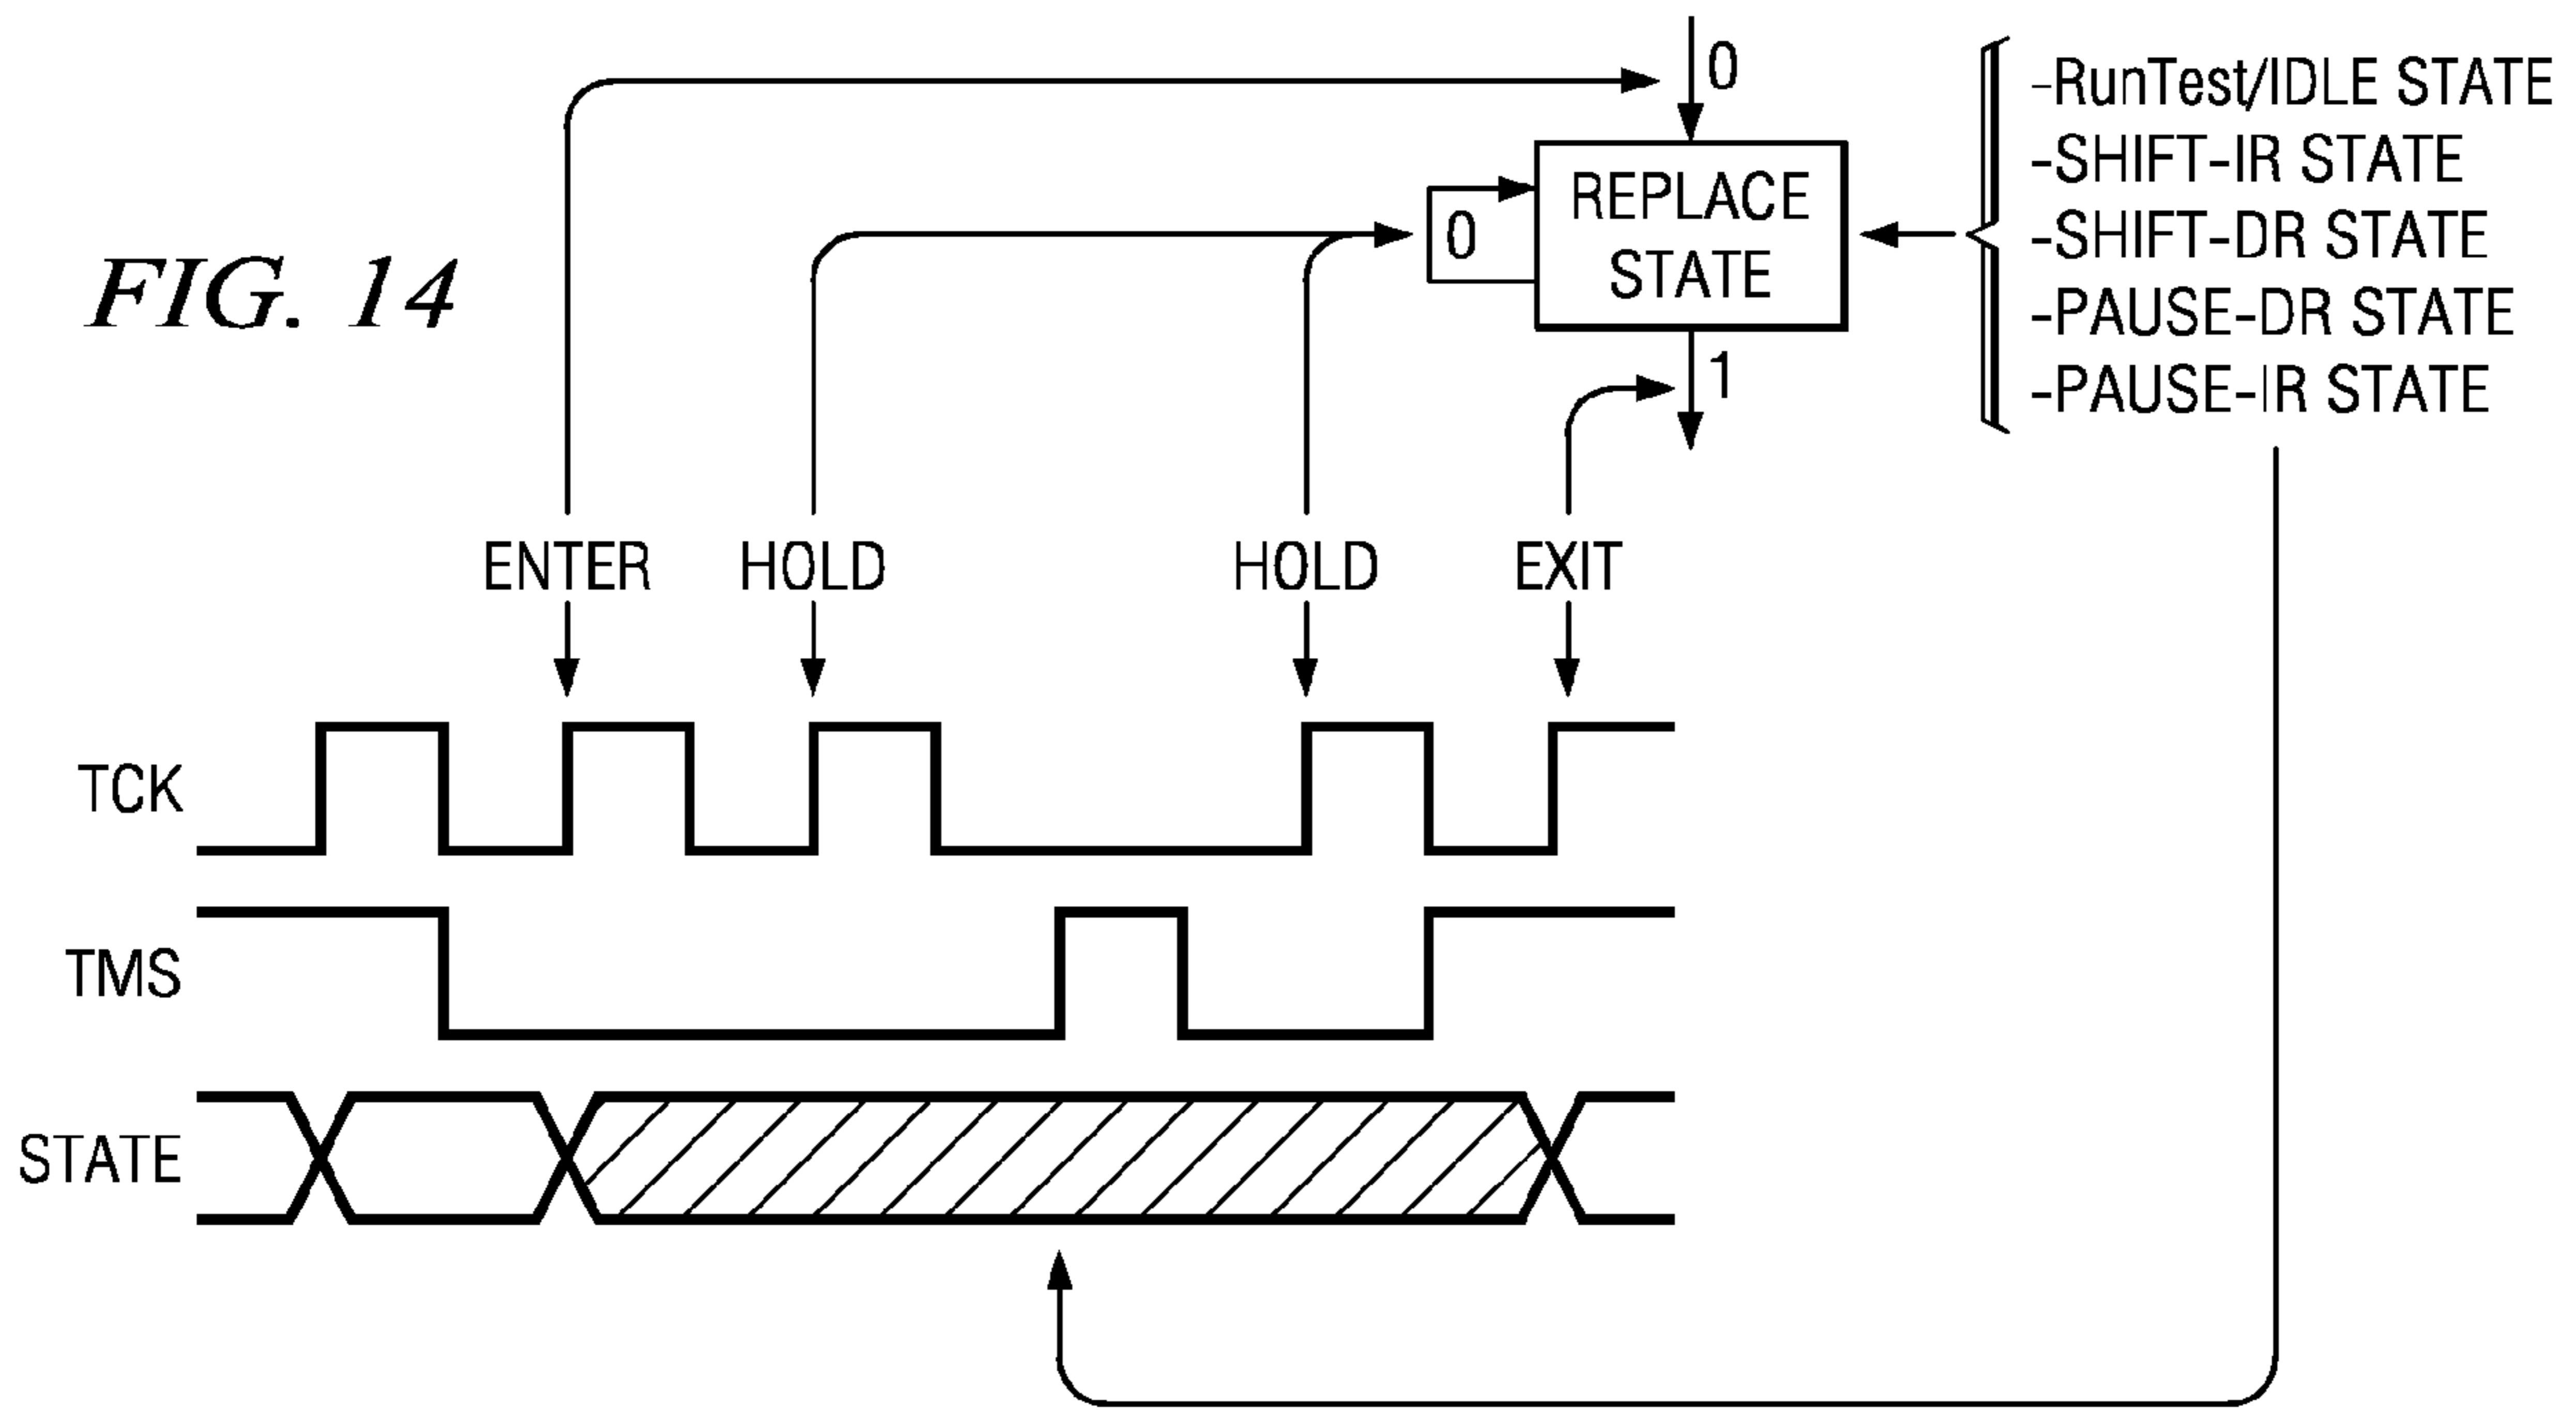 FIG. 14
0
0
REPLACE
STATE
1
-RunTest/IDLE STATE
-SHIFT-IR STATE
-SHIFT-DR STATE
-PAUSE-DR STATE
-PAUSE-IR STATE
ENTER HOLD HOLD EXIT
TCK
TMS
STATE